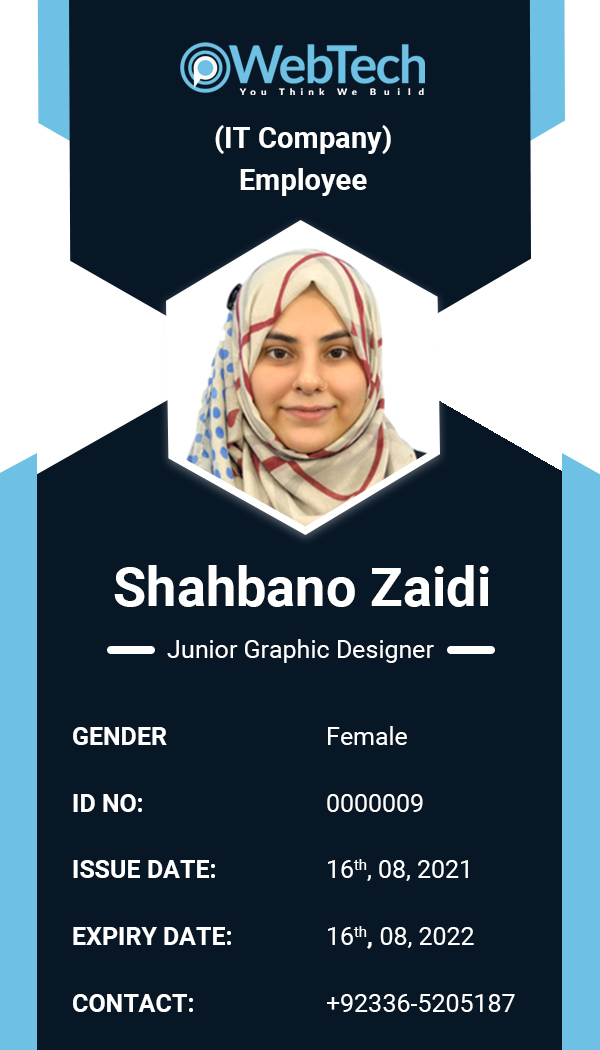 WebTech
You Think We Build
(IT Company)
Employee
Shahbano Zaidi
Junior Graphic Designer
GENDER Female
ID NO: 0000009
ISSUE DATE: 16th, 08, 2021
EXPIRY DATE: 16th, 08, 2022
CONTACT: +92336-5205187